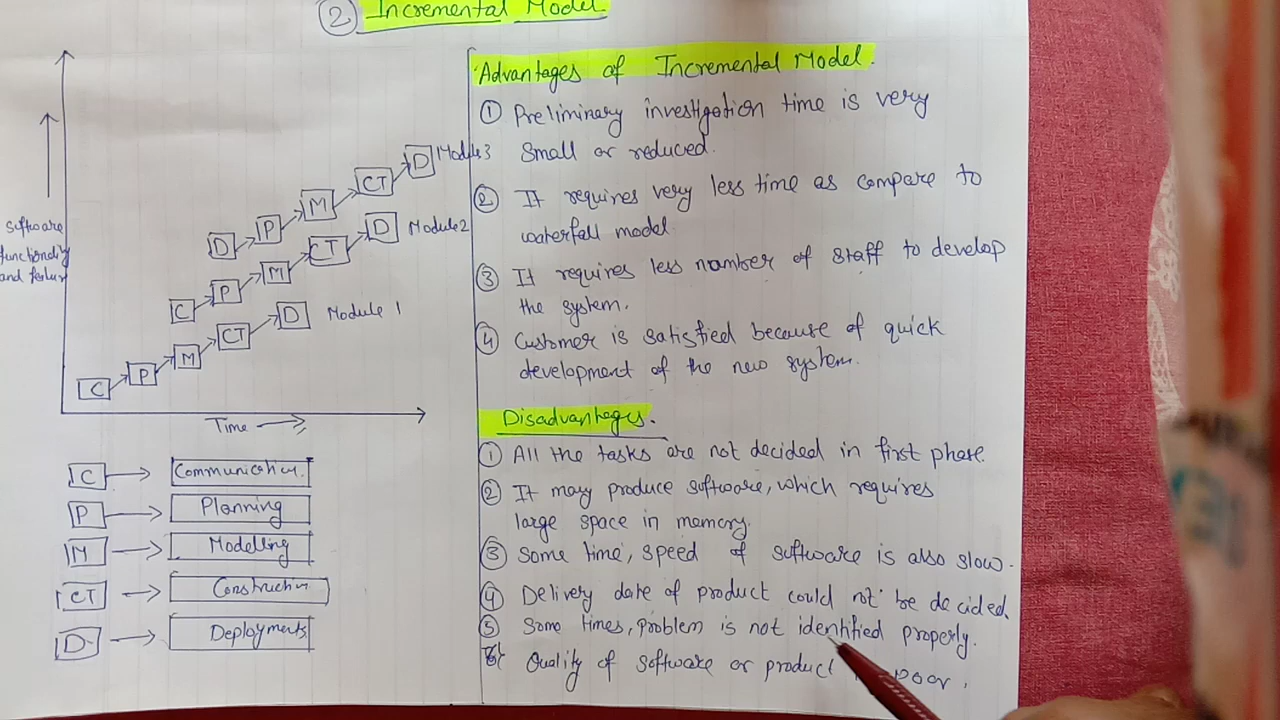 ② Incremental Model
Software
functionality
and featur
D P M CT D Module 3
C P M CT D Module2
C P M CT D Module 1
Time
C Communication.
P Planning
M Modelling
CT Construction
D Deployments
Advantages of Incremental Model.
① Preliminary investigation time is very
Small or reduced.
② It requires very less time as compare to
waterfall model
③ It requires less number of staff to develop
the system.
④ Customer is satisfied because of quick
development of the new system.
Disadvanteges.
① All the tasks are not decided in first phase.
② It may produce software, which requires
large space in memory.
③ Some time, speed of software is also slow.
④ Delivery date of product could not be decided.
⑤ Some times, problem is not identified properly.
Quality of software or product poor.